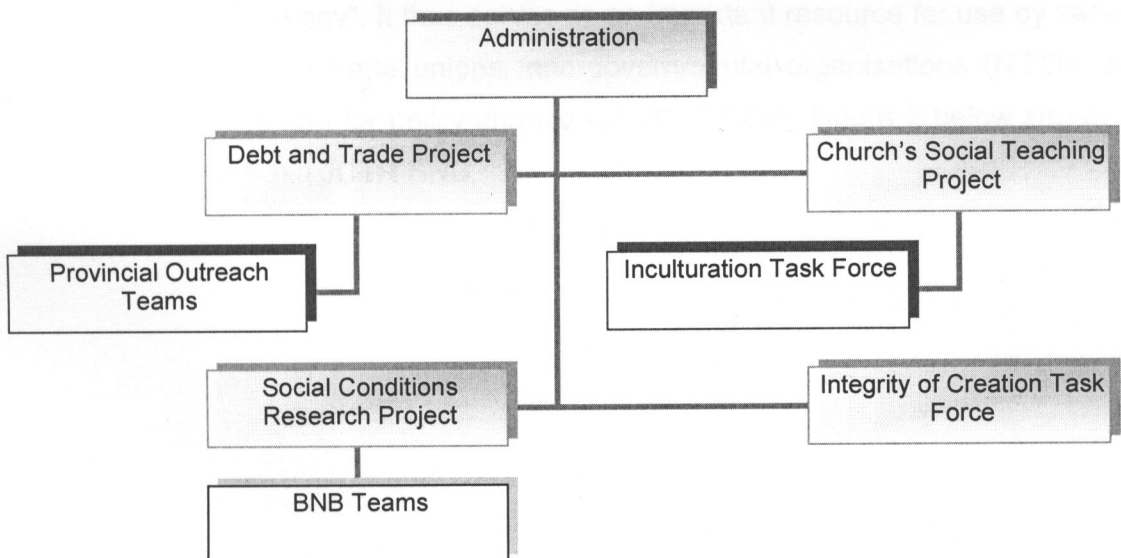 Administration
Debt and Trade Project
Church's Social Teaching
Project
Provincial Outreach
Teams
Inculturation Task Force
Social Conditions
Research Project
Integrity of Creation Task
Force
BNB Teams